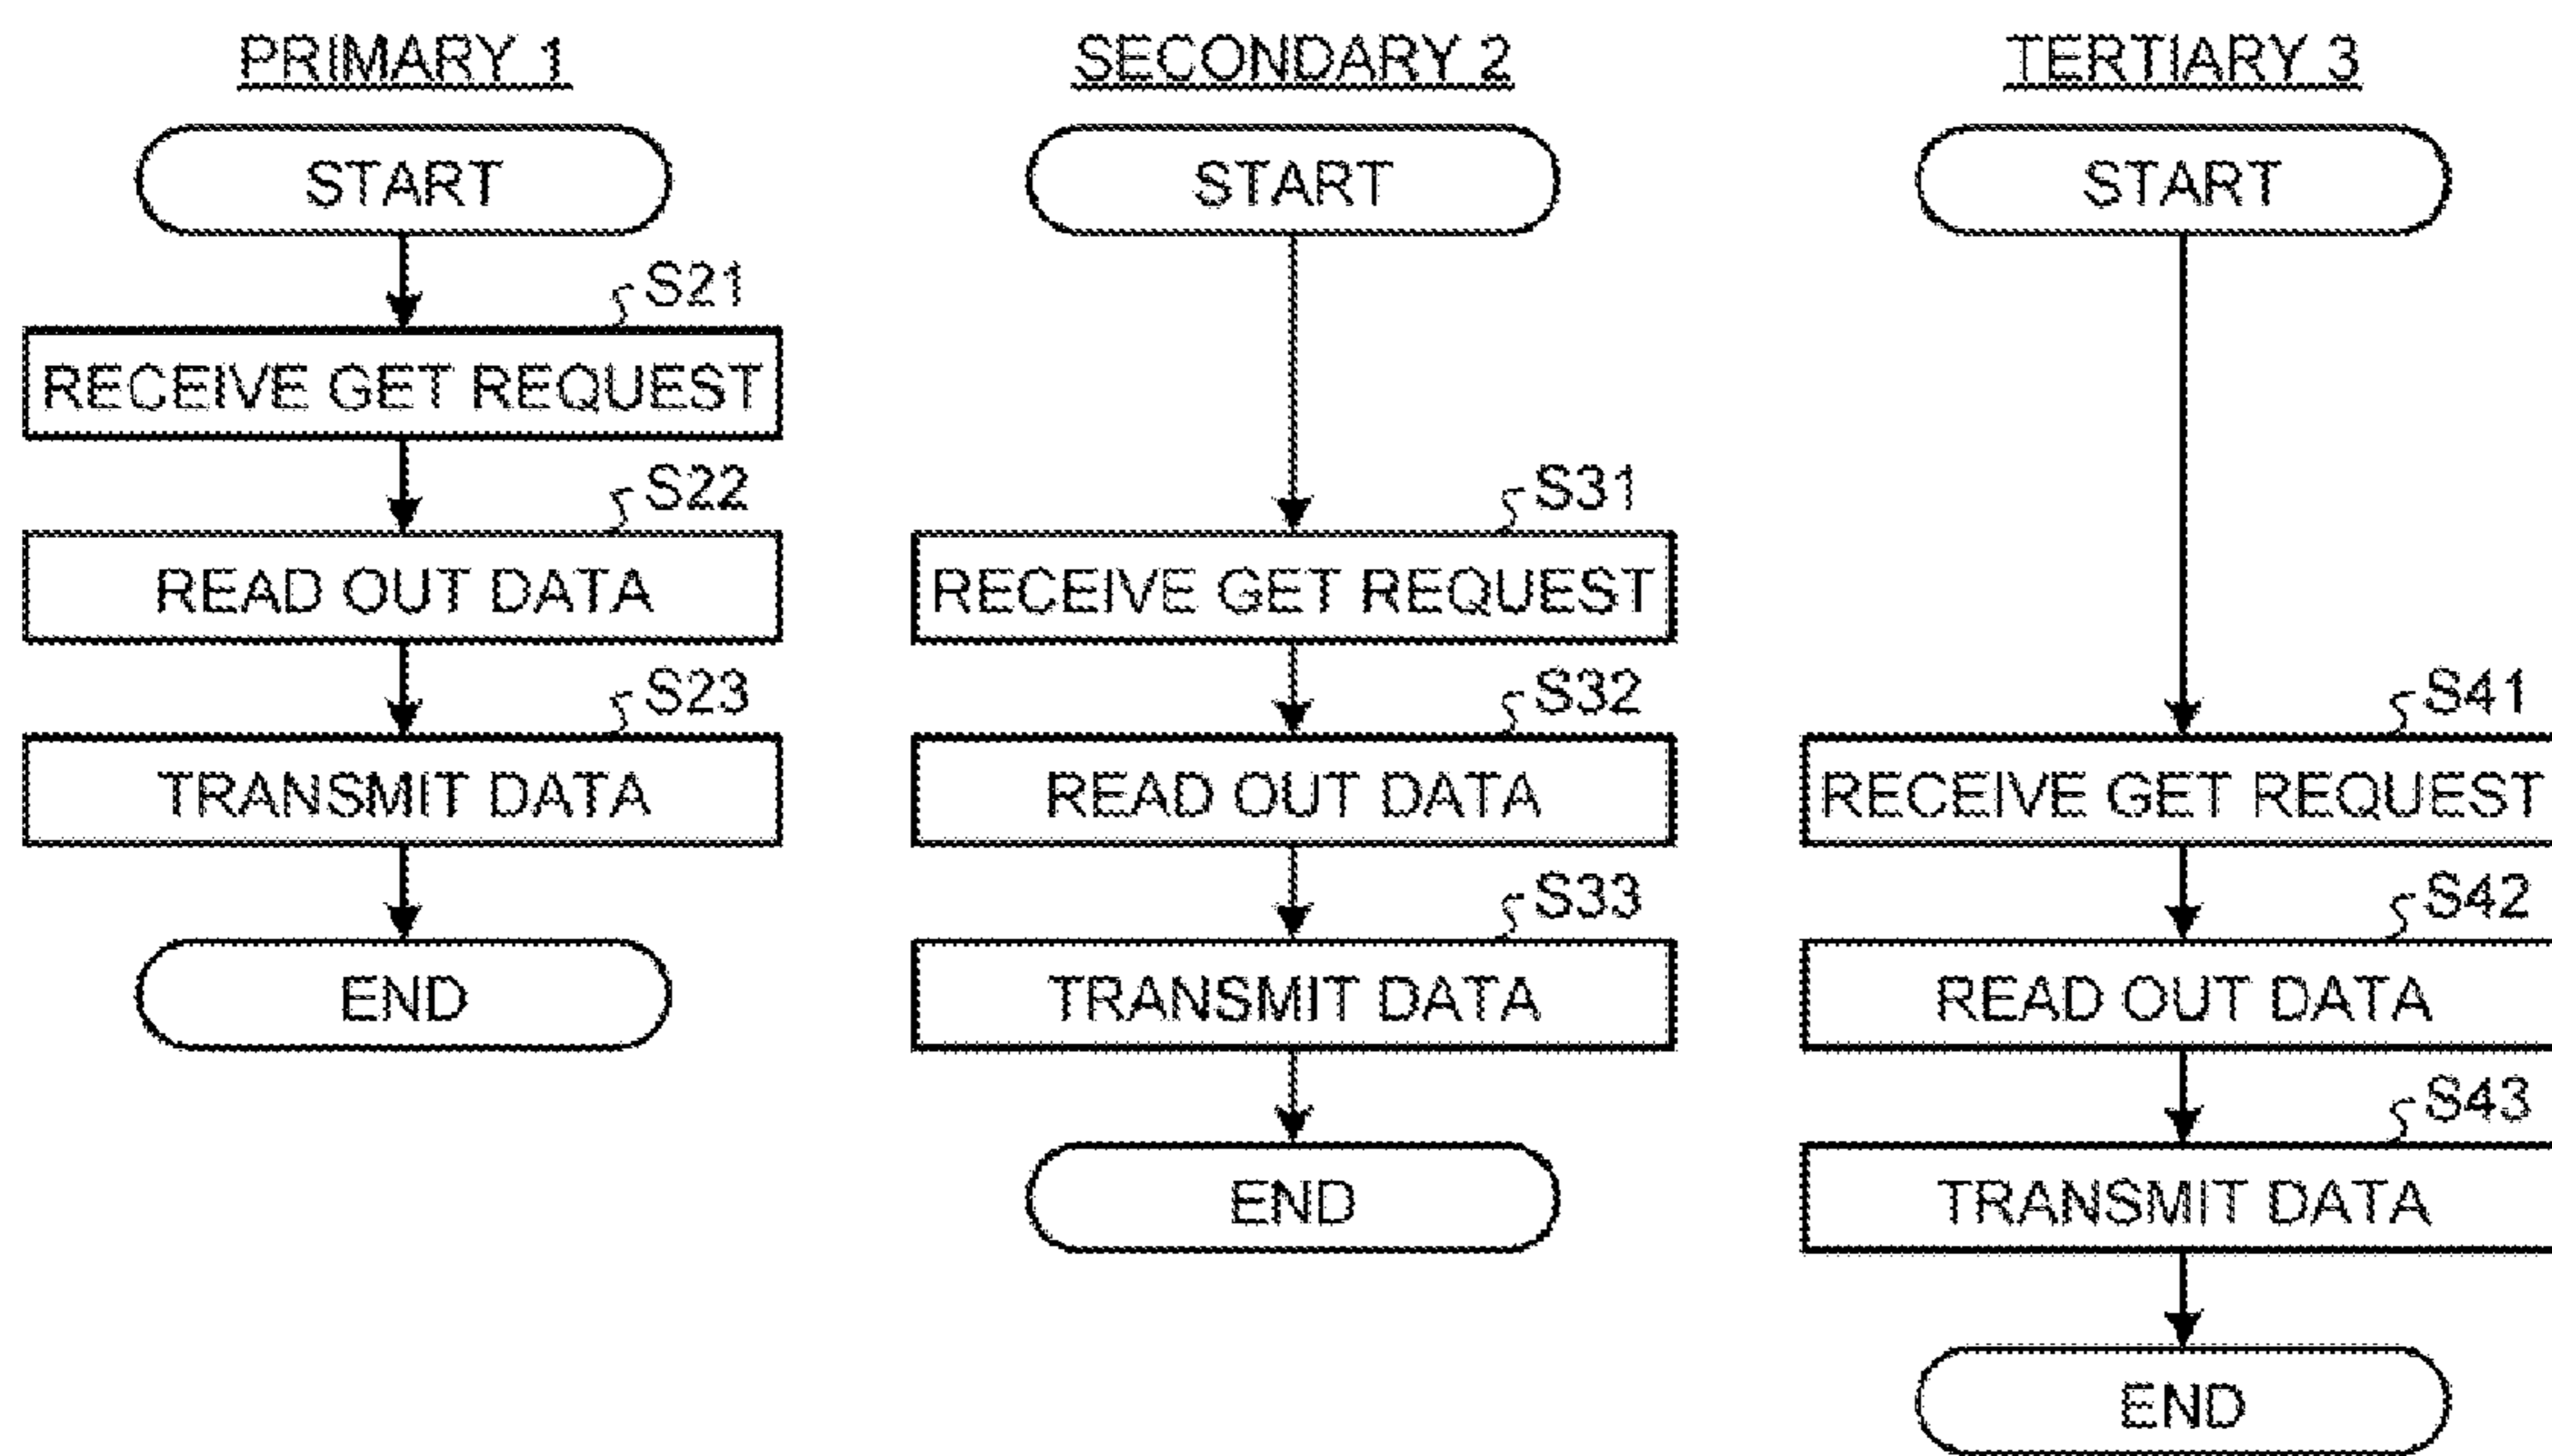 PRIMARY 1
START
S21
RECEIVE GET REQUEST
S22
READ OUT DATA
S23
TRANSMIT DATA
END
SECONDARY 2
START
S31
RECEIVE GET REQUEST
S32
READ OUT DATA
S33
TRANSMIT DATA
END
TERTIARY 3
START
S41
RECEIVE GET REQUEST
S42
READ OUT DATA
S43
TRANSMIT DATA
END